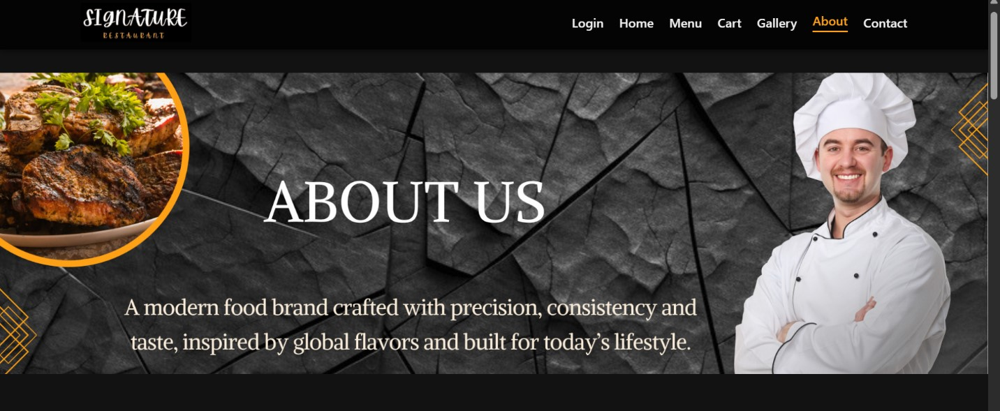 SIGNATURE
RESTAURANT
Login Home Menu Cart Gallery About Contact
ABOUT US
A modern food brand crafted with precision, consistency and
taste, inspired by global flavors and built for today’s lifestyle.